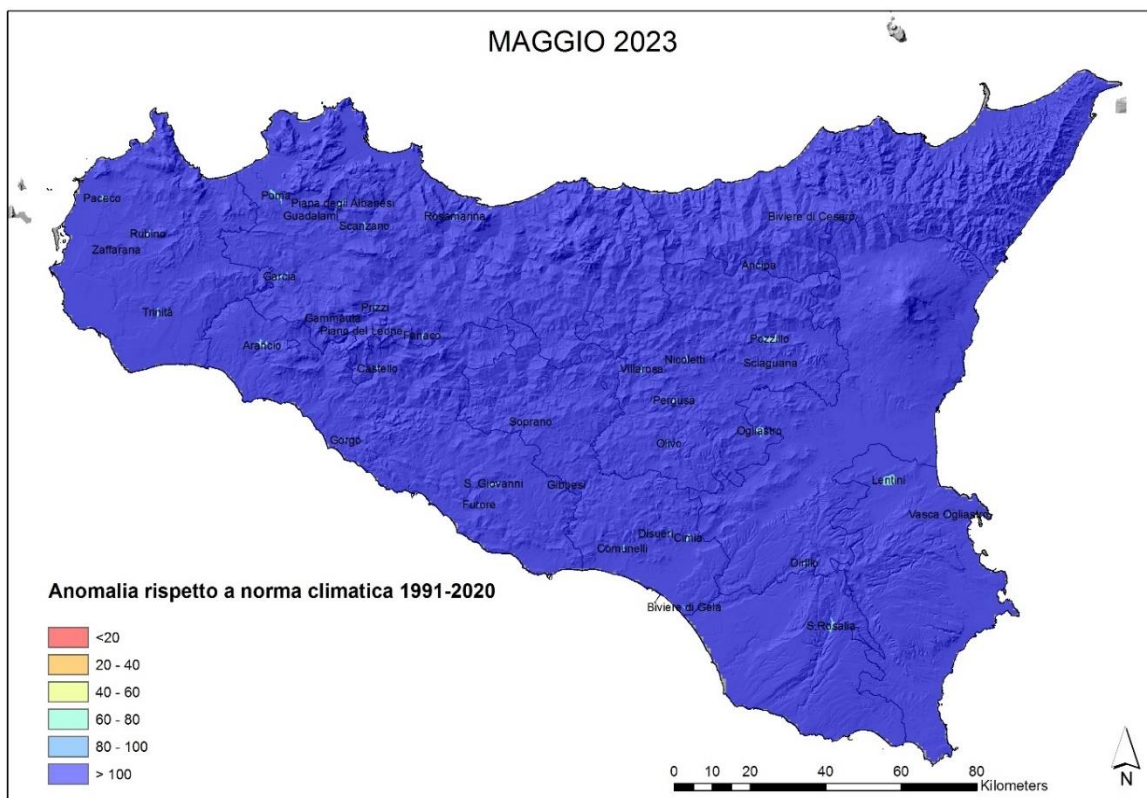 MAGGIO 2023
Paceco
Poma
Piana degli Albanesi
Guadalami
Scanzano
Rosamarina
Biviere di Cesarò
Rubino
Zaffarana
Garcia
Ancipa
Trinità
Prizzi
Gammauta
Piano del Leone
Fanaco
Arancio
Castello
Pozzillo
Nicoletti
Villarosa
Sciaguana
Pergusa
Soprano
Ogliastro
Gorgo
Olivo
S. Giovanni
Gibbesi
Lentini
Furore
Vasca Ogliastro
Disueri
Cimia
Comunelli
Dirillo
Biviere di Gela
S.Rosalia
Anomalia rispetto a norma climatica 1991-2020
<20
20 - 40
40 - 60
60 - 80
80 - 100
> 100
0 5 10 20 40 60 80
Kilometers
N